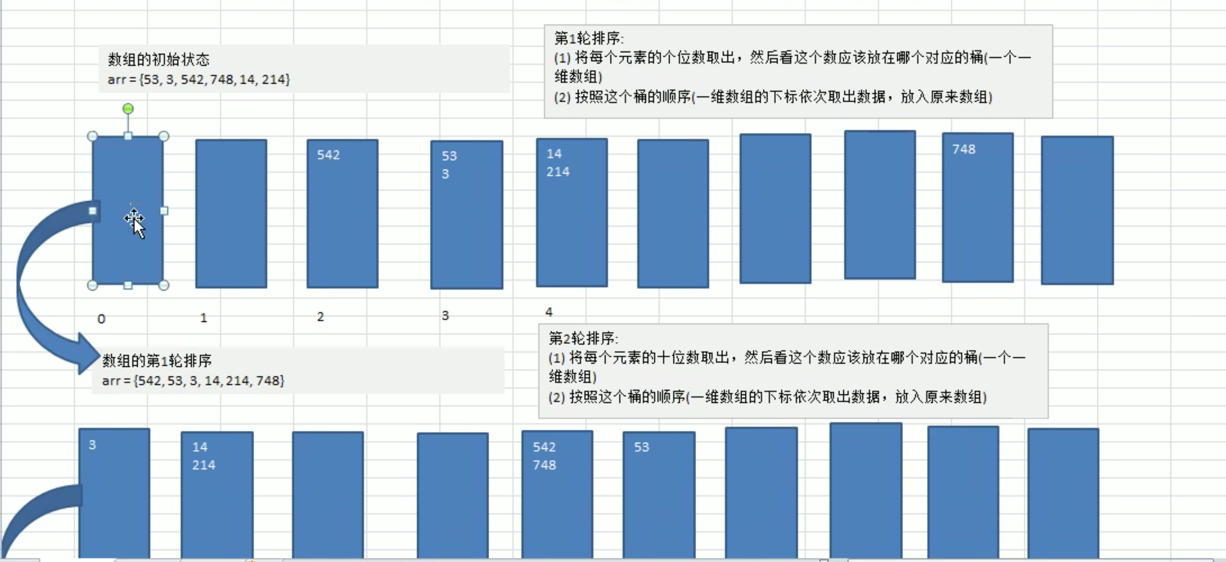 数组的初始状态
arr = {53, 3, 542, 748, 14, 214}
第1轮排序:
(1) 将每个元素的个位数取出，然后看这个数应该放在哪个对应的桶(一个一
维数组)
(2) 按照这个桶的顺序(一维数组的下标依次取出数据，放入原来数组)
542
53
3
14
214
748
0
1
2
3
4
数组的第1轮排序
arr = {542, 53, 3, 14, 214, 748}
第2轮排序:
(1) 将每个元素的十位数取出，然后看这个数应该放在哪个对应的桶(一个一
维数组)
(2) 按照这个桶的顺序(一维数组的下标依次取出数据，放入原来数组)
3
14
214
542
748
53